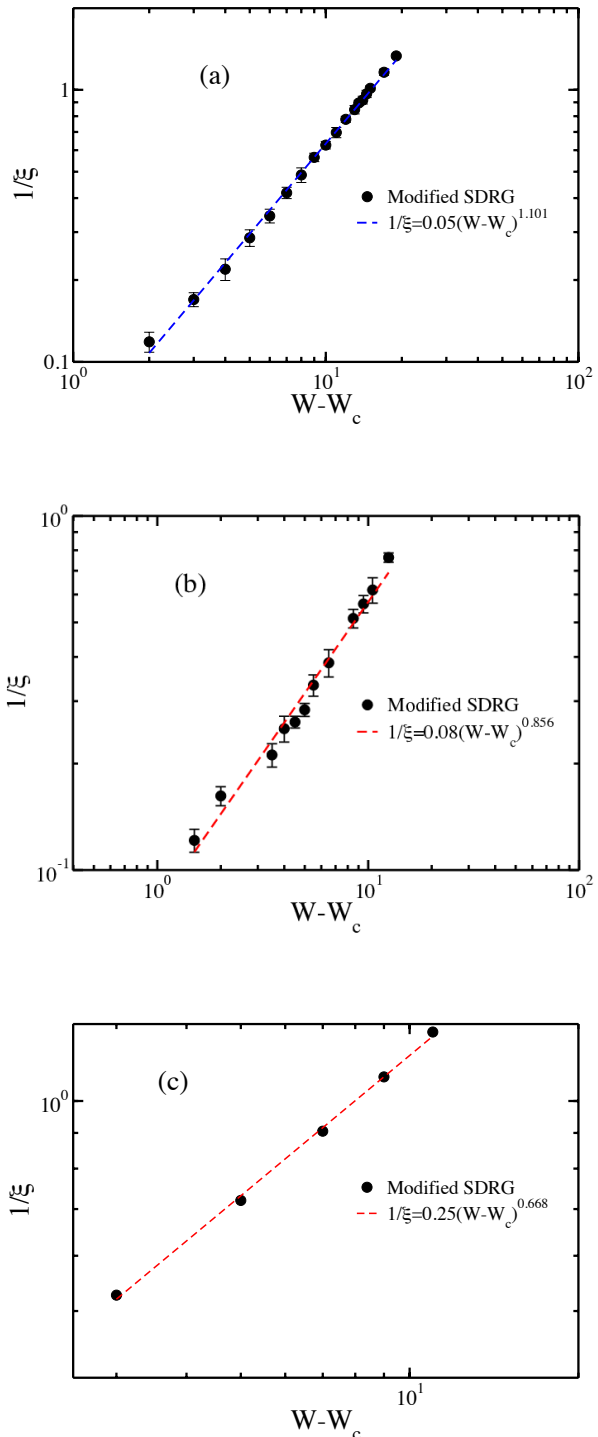 (a)
1
1/ξ
Modified SDRG
1/ξ=0.05(W-W_c)^1.101
0.1
10^0
10^1
10^2
W-W_c
10^0
(b)
1/ξ
Modified SDRG
1/ξ=0.08(W-W_c)^0.856
10^-1
10^0
10^1
10^2
W-W_c
(c)
10^0
1/ξ
Modified SDRG
1/ξ=0.25(W-W_c)^0.668
10^1
W-W_c